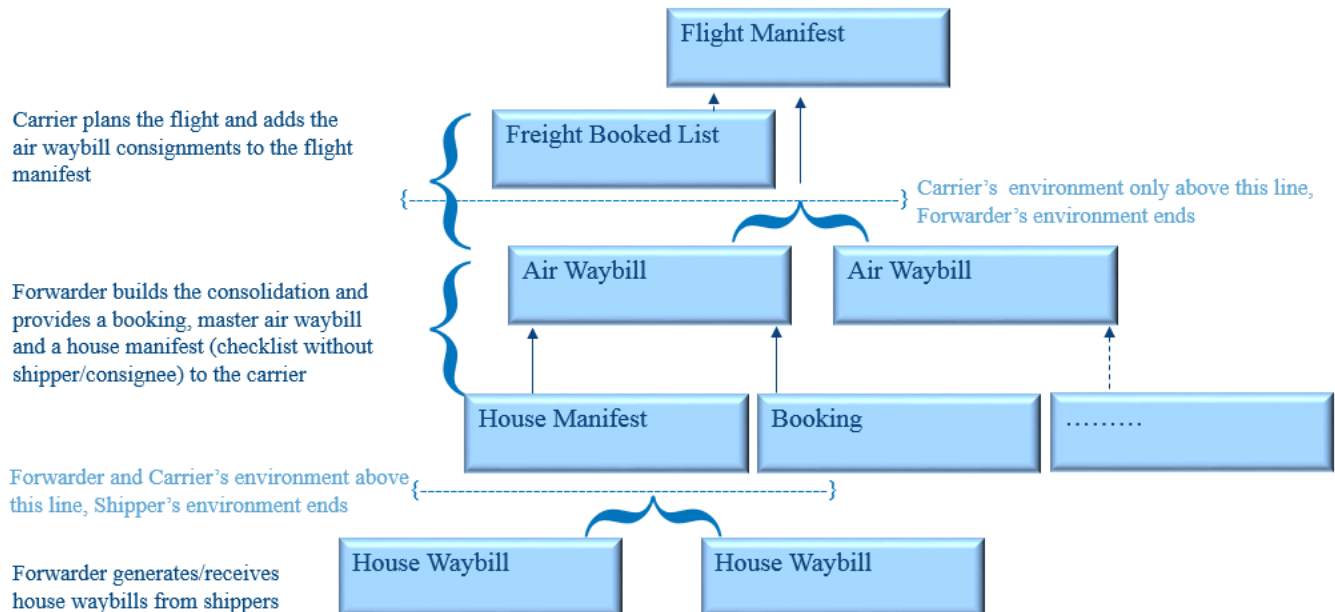 Flight Manifest
Carrier plans the flight and adds the
air waybill consignments to the flight
manifest
Freight Booked List
Carrier’s  environment only above this line,
Forwarder’s environment ends
Air Waybill
Air Waybill
Forwarder builds the consolidation and
provides a booking, master air waybill
and a house manifest (checklist without
shipper/consignee) to the carrier
House Manifest
Booking
………
Forwarder and Carrier’s environment above
this line, Shipper’s environment ends
House Waybill
House Waybill
Forwarder generates/receives
house waybills from shippers